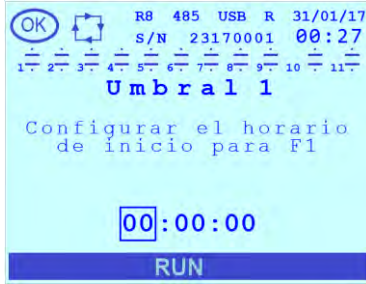 OK R8 485 USB R 31/01/17
S/N 23170001 00:27
1 2 3 4 5 6 7 8 9 10 11
Umbral 1
Configurar el horario
de inicio para F1
00:00:00
RUN